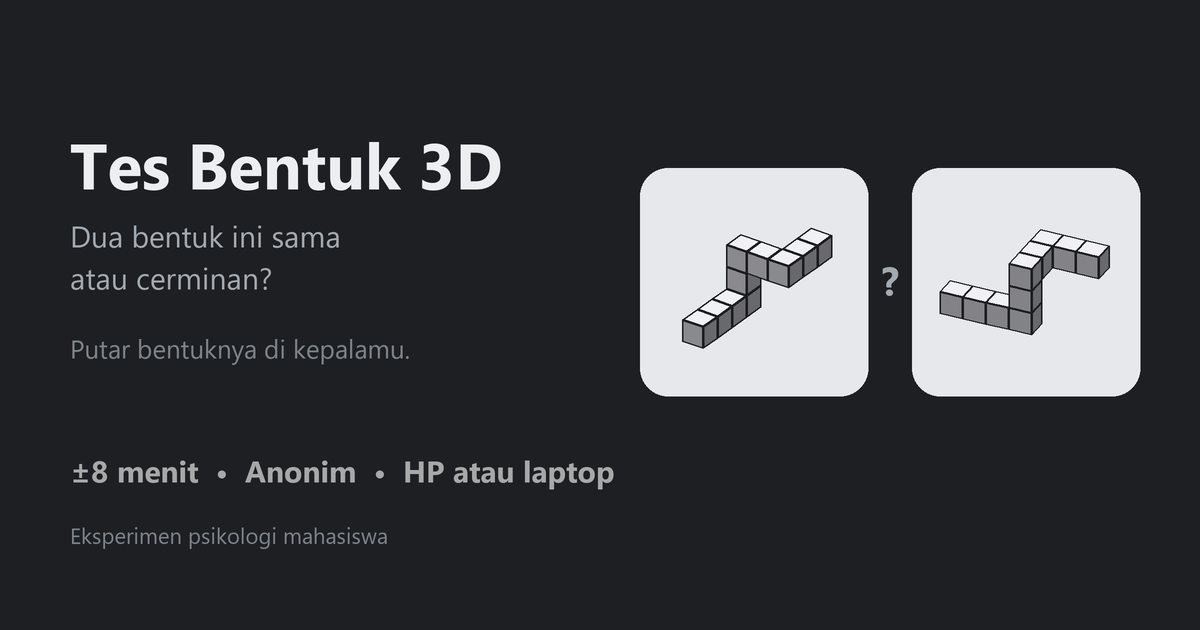 Tes Bentuk 3D
Dua bentuk ini sama
atau cerminan?
Putar bentuknya di kepalamu.
?
±8 menit • Anonim • HP atau laptop
Eksperimen psikologi mahasiswa